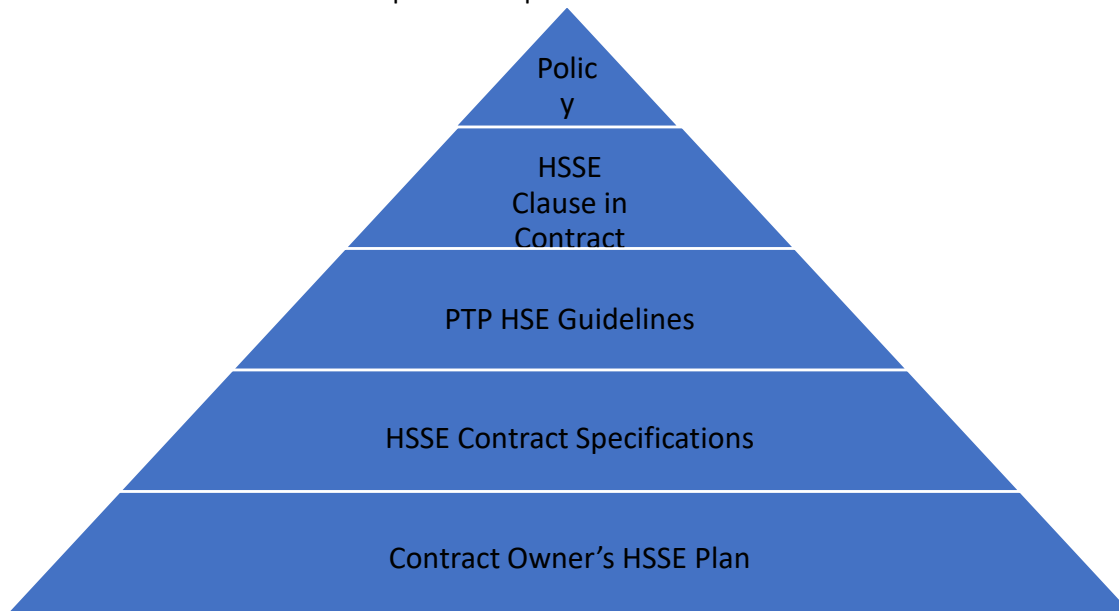 Polic
y
HSSE
Clause in
Contract
PTP HSE Guidelines
HSSE Contract Specifications
Contract Owner’s HSSE Plan